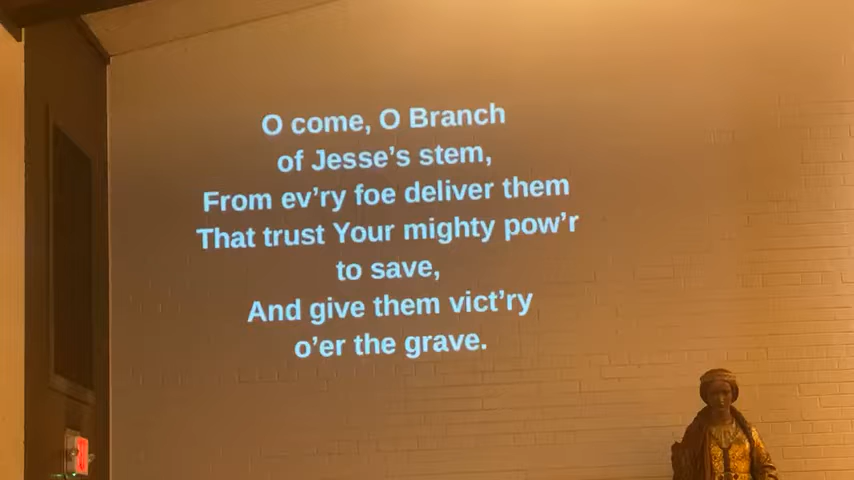 O come, O Branch
of Jesse's stem,
From ev'ry foe deliver them
That trust Your mighty pow'r
to save,
And give them vict'ry
o'er the grave.